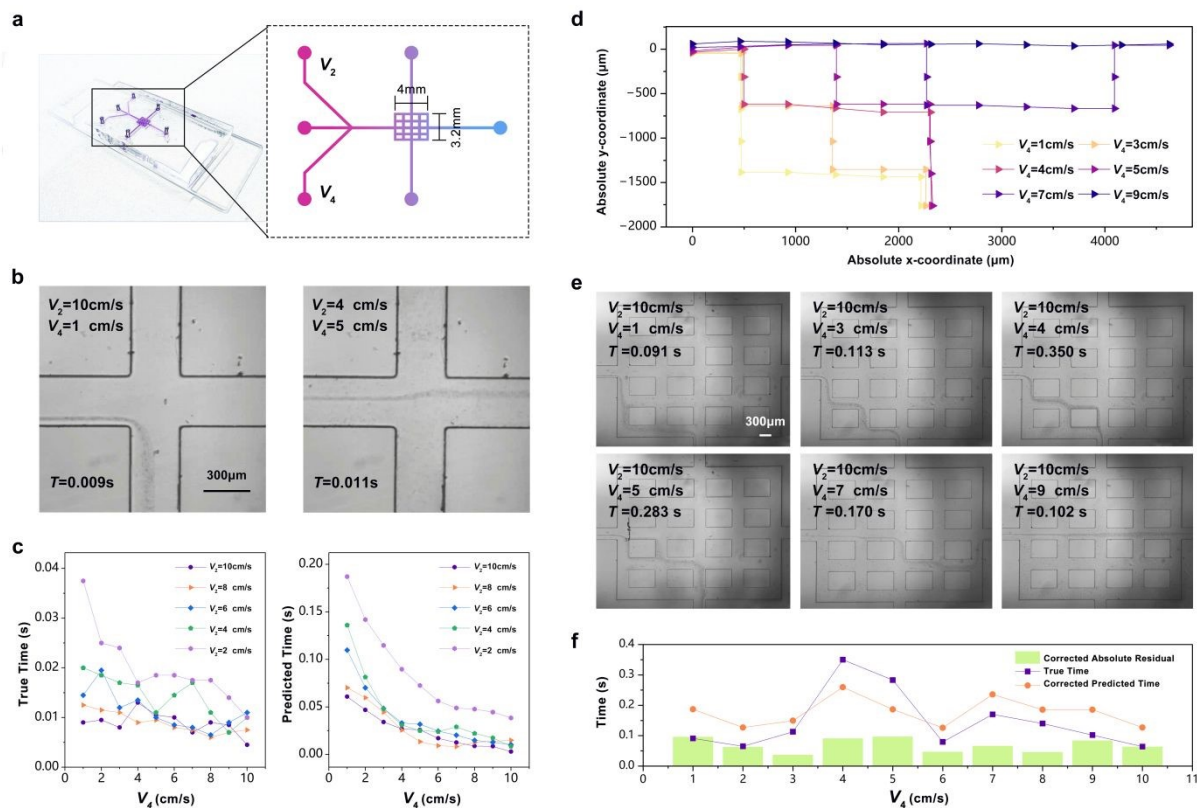 a
V2
4mm
3.2mm
V4
b
V2=10cm/s
V4=1 cm/s
T=0.009s
300μm
V2=4 cm/s
V4=5 cm/s
T=0.011s
c
True Time (s)
0.04
0.03
0.02
0.01
0.00
0 2 4 6 8 10
V4 (cm/s)
V2=10cm/s
V2=8 cm/s
V2=6 cm/s
V2=4 cm/s
V2=2 cm/s
Predicted Time (s)
0.20
0.15
0.10
0.05
0.00
0 2 4 6 8 10
V4 (cm/s)
V2=10cm/s
V2=8 cm/s
V2=6 cm/s
V2=4 cm/s
V2=2 cm/s
d
Absolute y-coordinate (μm)
0
−500
−1000
−1500
−2000
V4=1cm/s V4=3cm/s
V4=4cm/s V4=5cm/s
V4=7cm/s V4=9cm/s
0 1000 2000 3000 4000
Absolute x-coordinate (μm)
e
V2=10cm/s
V4=1 cm/s
T=0.091 s
300μm
V2=10cm/s
V4=3 cm/s
T=0.113 s
V2=10cm/s
V4=4 cm/s
T=0.350 s
V2=10cm/s
V4=5 cm/s
T=0.283 s
V2=10cm/s
V4=7 cm/s
T=0.170 s
V2=10cm/s
V4=9 cm/s
T=0.102 s
f
Time (s)
0.4
0.3
0.2
0.1
0.0
Corrected Absolute Residual
True Time
Corrected Predicted Time
0 1 2 3 4 5 6 7 8 9 10 11
V4 (cm/s)